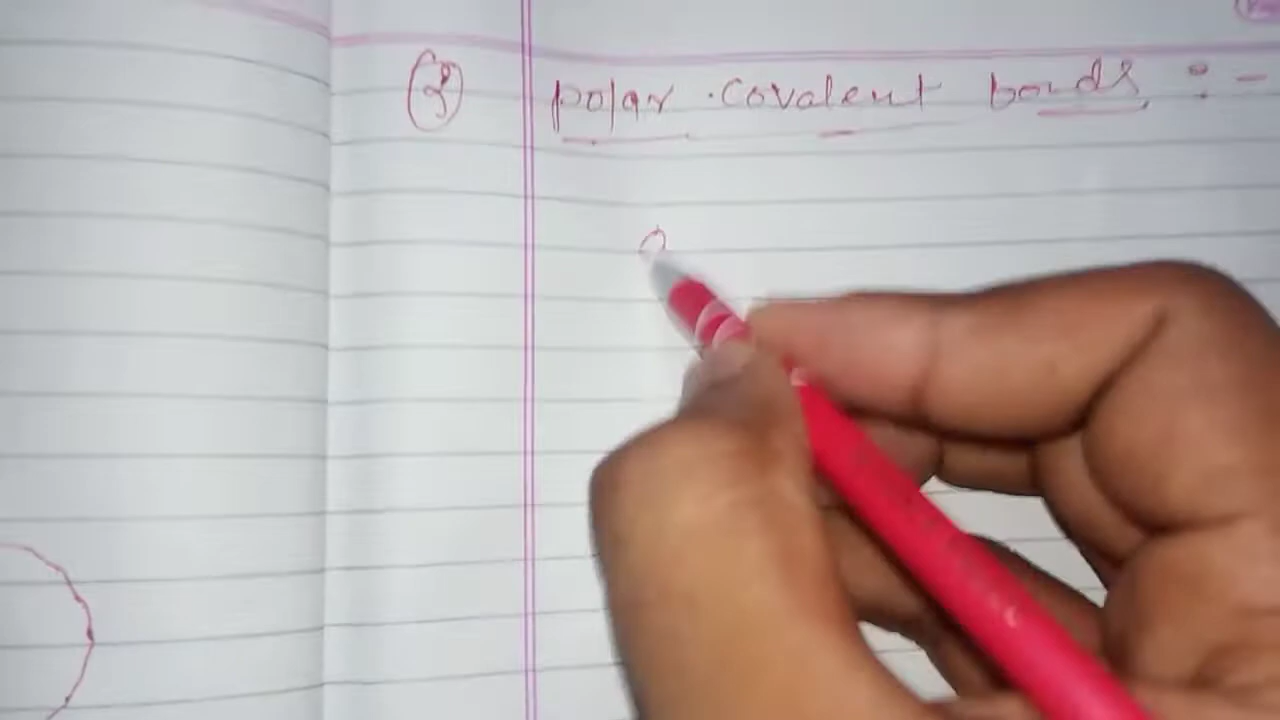 ② polar covalent bonds :-